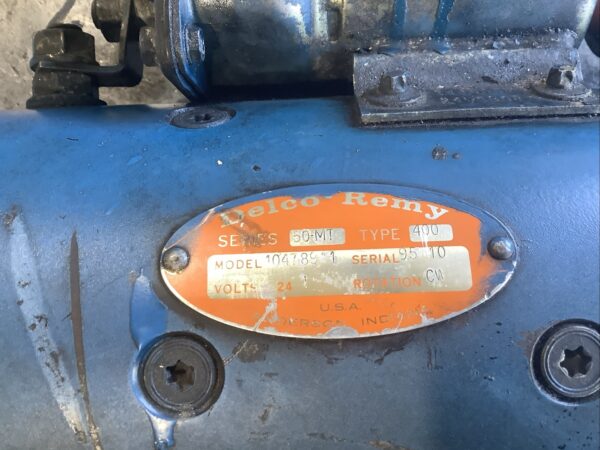 Delco Remy
SERIES 50-MT TYPE 400
MODEL SERIAL
VOLTS 24 ROTATION CW
U.S.A.